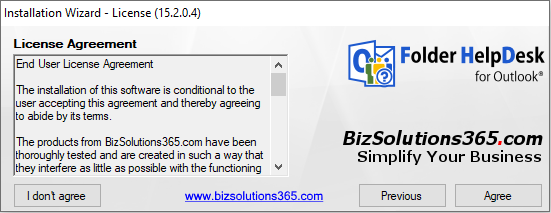 Installation Wizard - License (15.2.0.4)
License Agreement
End User License Agreement
The installation of this software is conditional to the
user accepting this agreement and thereby agreeing
to abide by its terms.
The products from BizSolutions365.com have been
thoroughly tested and are created in such a way that
they interfere as little as possible with the functioning
Folder HelpDesk
for Outlook®
BizSolutions365.com
Simplify Your Business
I don't agree
www.bizsolutions365.com
Previous
Agree